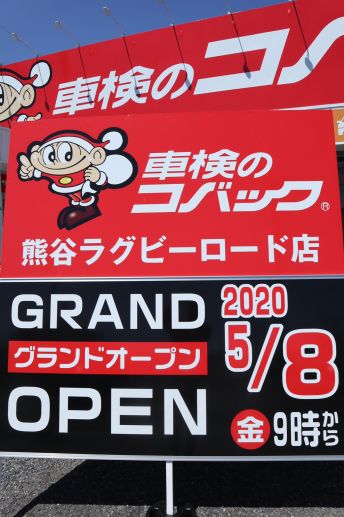 車検のコバ
車検の
コバック®
熊谷ラグビーロード店
GRAND
グランドオープン
OPEN
2020
5/8
金 9時から